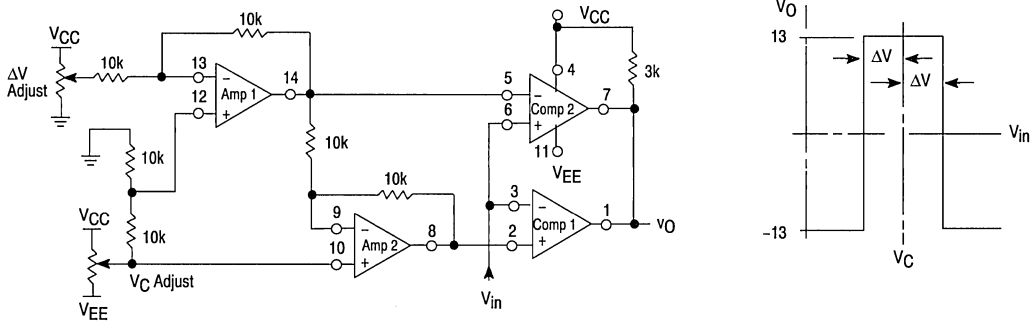 VCC
ΔV
Adjust
10k
10k
13
12
14
Amp 1
10k
10k
VCC
VEE
VC Adjust
10k
10k
9
10
8
Amp 2
VCC
4
3k
5
6
7
Comp 2
11
VEE
3
2
1
Comp 1
vO
Vin
VO
13
ΔV
ΔV
Vin
-13
VC